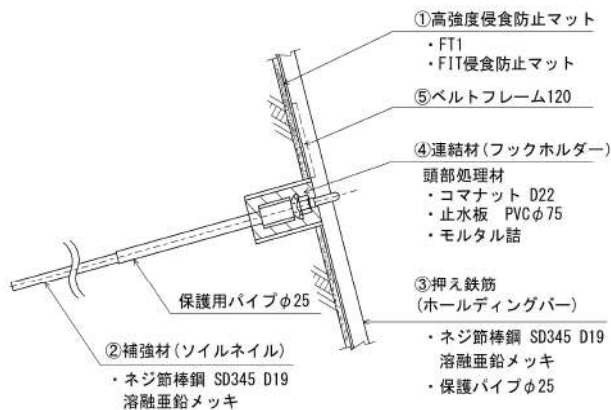 ①高強度侵食防止マット
・FT1
・FIT侵食防止マット
⑤ベルトフレーム120
④連結材(フックホルダー)
頭部処理材
・コマナット D22
・止水板 PVCφ75
・モルタル詰
③押え鉄筋
(ホールディングバー)
・ネジ節棒鋼 SD345 D19
溶融亜鉛メッキ
・保護パイプφ25
保護用パイプφ25
②補強材(ソイルネイル)
・ネジ節棒鋼 SD345 D19
溶融亜鉛メッキ